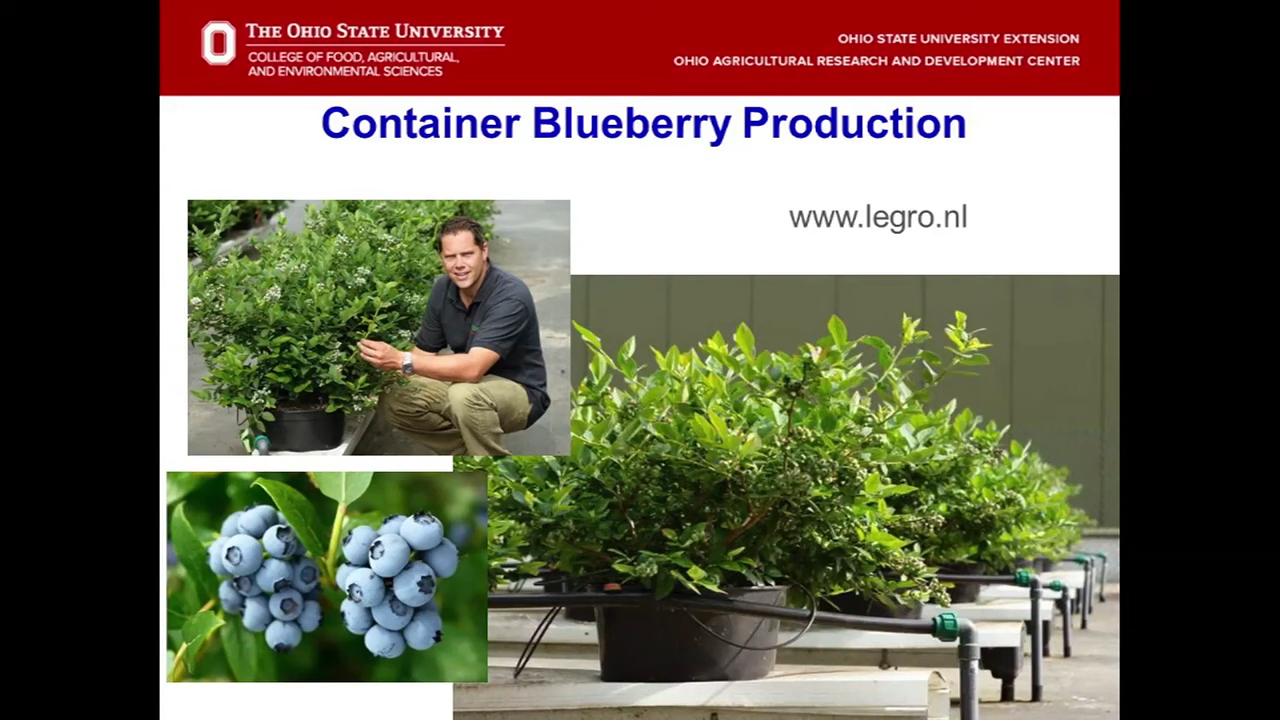 THE OHIO STATE UNIVERSITY
COLLEGE OF FOOD, AGRICULTURAL,
AND ENVIRONMENTAL SCIENCES
OHIO STATE UNIVERSITY EXTENSION
OHIO AGRICULTURAL RESEARCH AND DEVELOPMENT CENTER
Container Blueberry Production
www.legro.nl